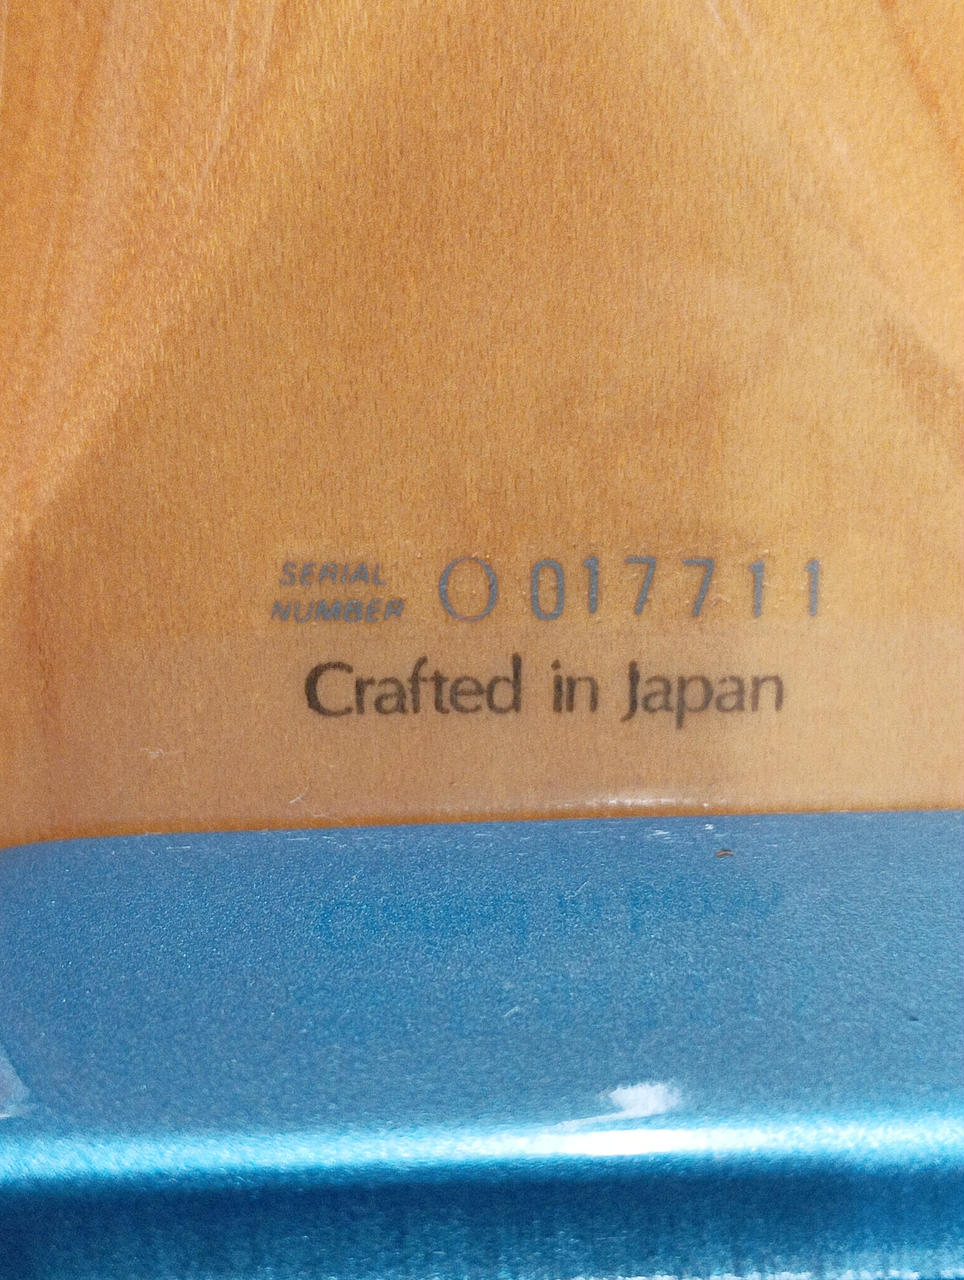 SERIAL
NUMBER O 017711
Crafted in Japan